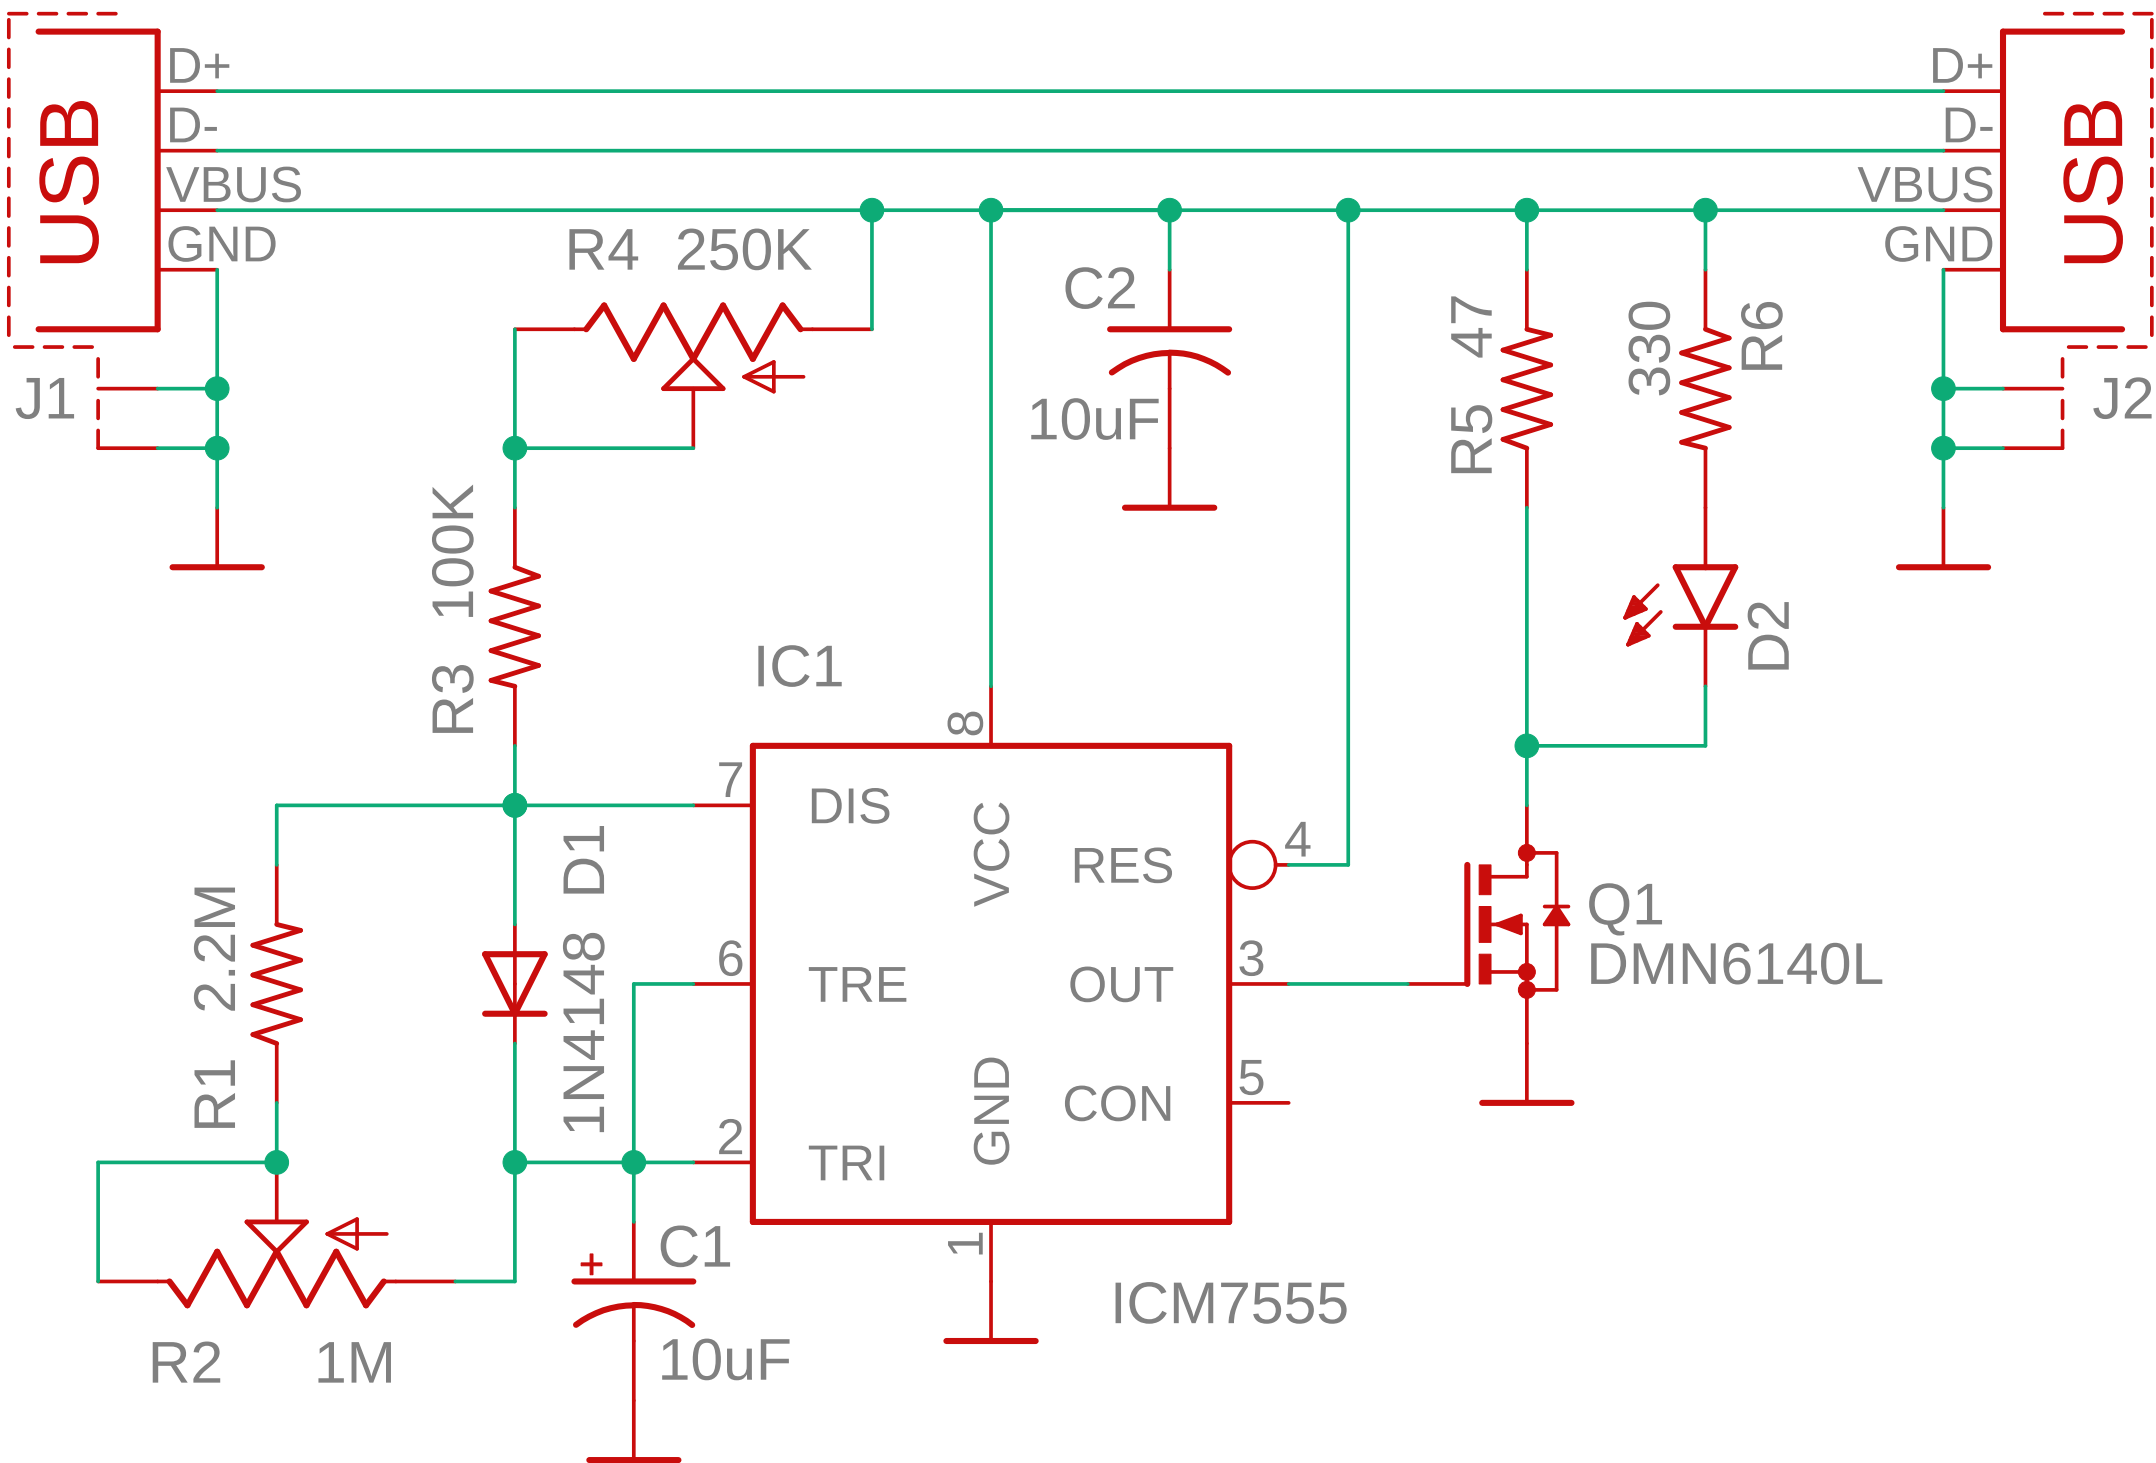 USB
D+
D-
VBUS
GND
J1
D+
D-
VBUS
GND
USB
J2
R4 250K
C2
10uF
R5 47
330
R6
D2
R3 100K
IC1
8
7
DIS
VCC
RES
4
6
TRE
OUT
3
2
TRI
GND
CON
5
1
ICM7555
Q1
DMN6140L
R1 2.2M
1N4148 D1
R2 1M
+
C1
10uF